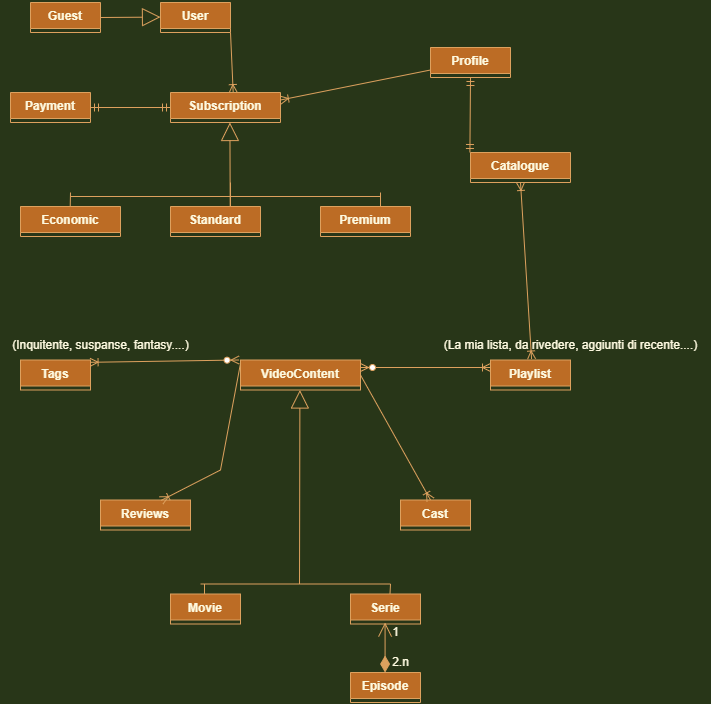 Guest
User
Profile
Payment
Subscription
Catalogue
Economic
Standard
Premium
(Inquitente, suspanse, fantasy....)
(La mia lista, da rivedere, aggiunti di recente....)
Tags
VideoContent
Playlist
Reviews
Cast
Movie
Serie
1
2.n
Episode